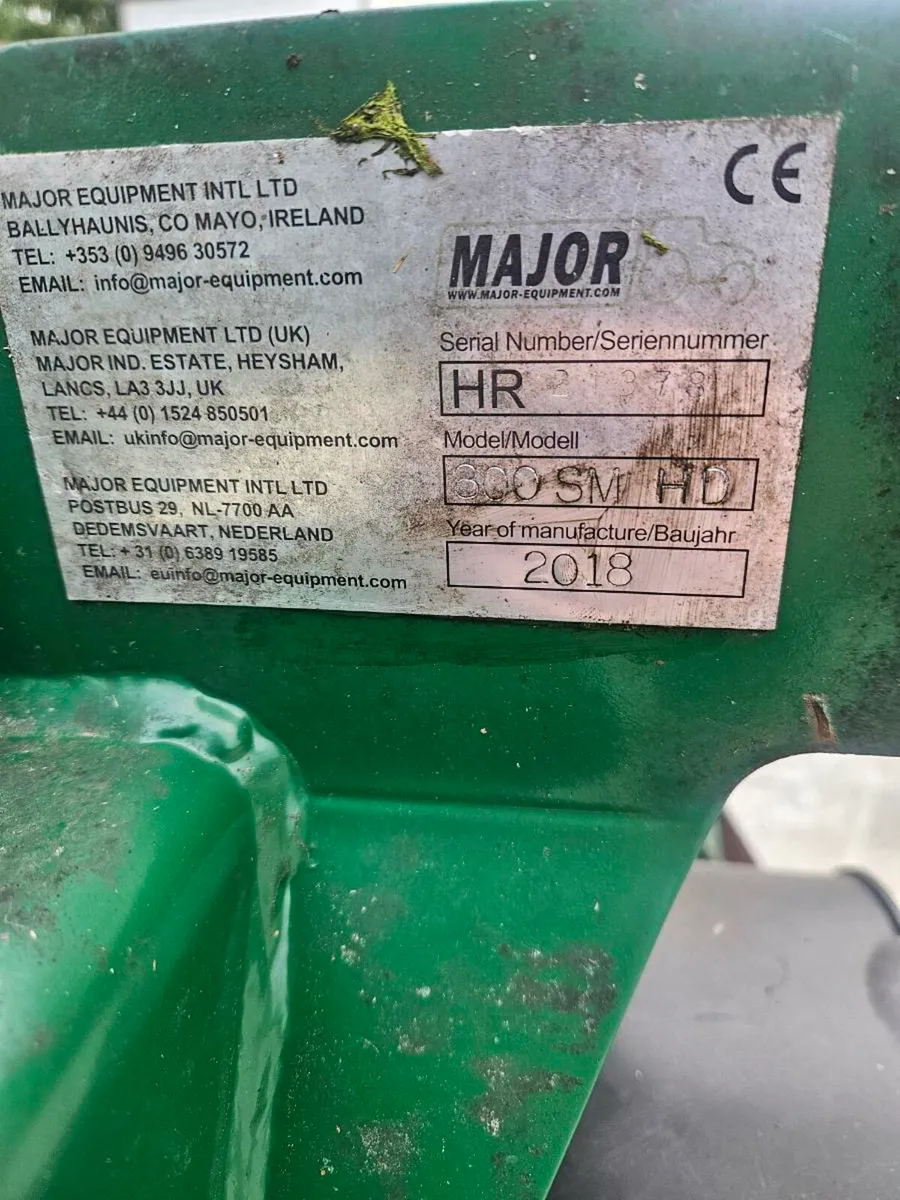 MAJOR EQUIPMENT INTL LTD
BALLYHAUNIS, CO MAYO, IRELAND
TEL: +353 (0) 9496 30572
EMAIL: info@major-equipment.com
MAJOR EQUIPMENT LTD (UK)
MAJOR IND. ESTATE, HEYSHAM,
LANCS, LA3 3JJ, UK
TEL: +44 (0) 1524 850501
EMAIL: ukinfo@major-equipment.com
MAJOR EQUIPMENT INTL LTD
POSTBUS 29, NL-7700 AA
DEDEMSVAART, NEDERLAND
TEL: + 31 (0) 6389 19585
EMAIL: euinfo@major-equipment.com
CE
MAJOR
WWW.MAJOR-EQUIPMENT.COM
Serial Number/Seriennummer
HR
Model/Modell
SM HD
Year of manufacture/Baujahr
2018